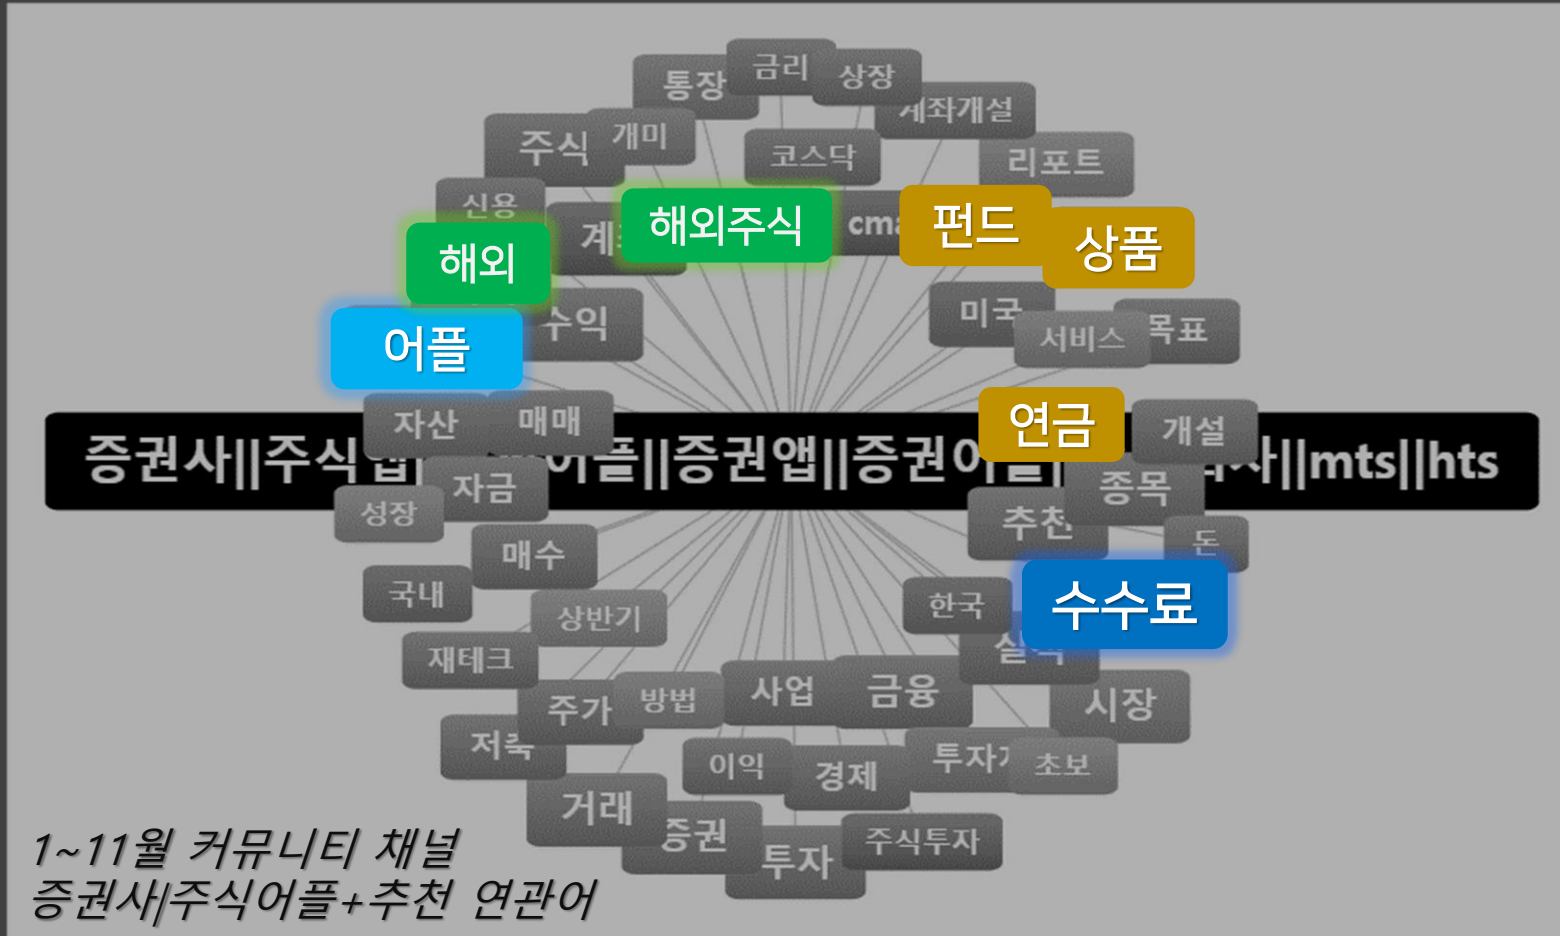 금리
통장
상장
계좌개설
개미
주식
코스닥
리포트
신용
해외주식
펀드
상품
해외
미국
서비스
목표
수익
어플
자산
매매
연금
개설
증권사||주식
어플||증권앱||증권어플||
사||mts||hts
자금
종목
성장
추천
돈
매수
국내
한국
수수료
상반기
재테크
사업
금융
방법
주가
시장
저축
이익
경제
초보
거래
증권
투자
주식투자
1~11월 커뮤니티 채널
증권사|주식어플+추천 연관어